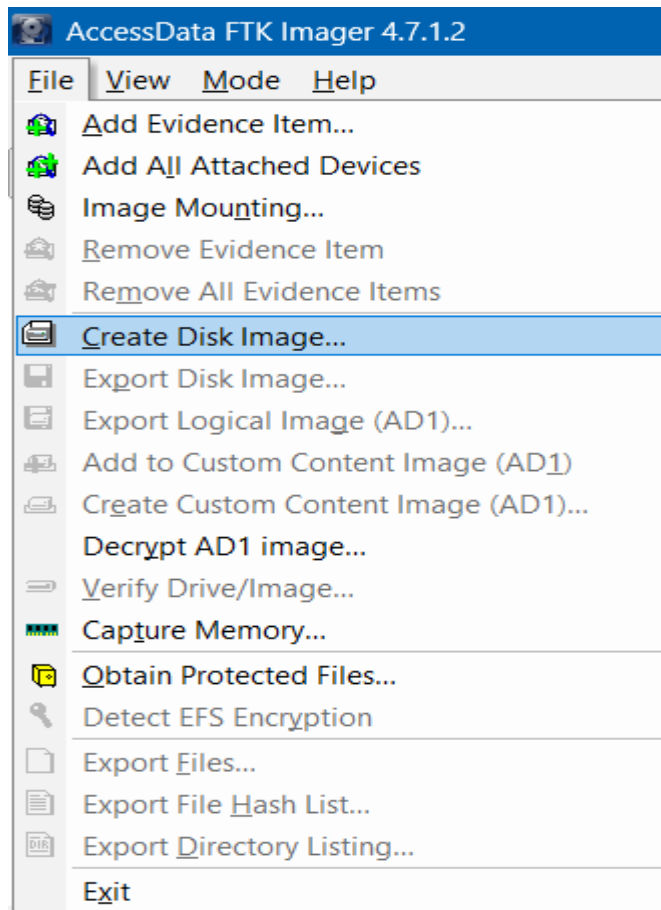 AccessData FTK Imager 4.7.1.2
File View Mode Help
Add Evidence Item...
Add All Attached Devices
Image Mounting...
Remove Evidence Item
Remove All Evidence Items
Create Disk Image...
Export Disk Image...
Export Logical Image (AD1)...
Add to Custom Content Image (AD1)
Create Custom Content Image (AD1)...
Decrypt AD1 image...
Verify Drive/Image...
Capture Memory...
Obtain Protected Files...
Detect EFS Encryption
Export Files...
Export File Hash List...
DIR Export Directory Listing...
Exit